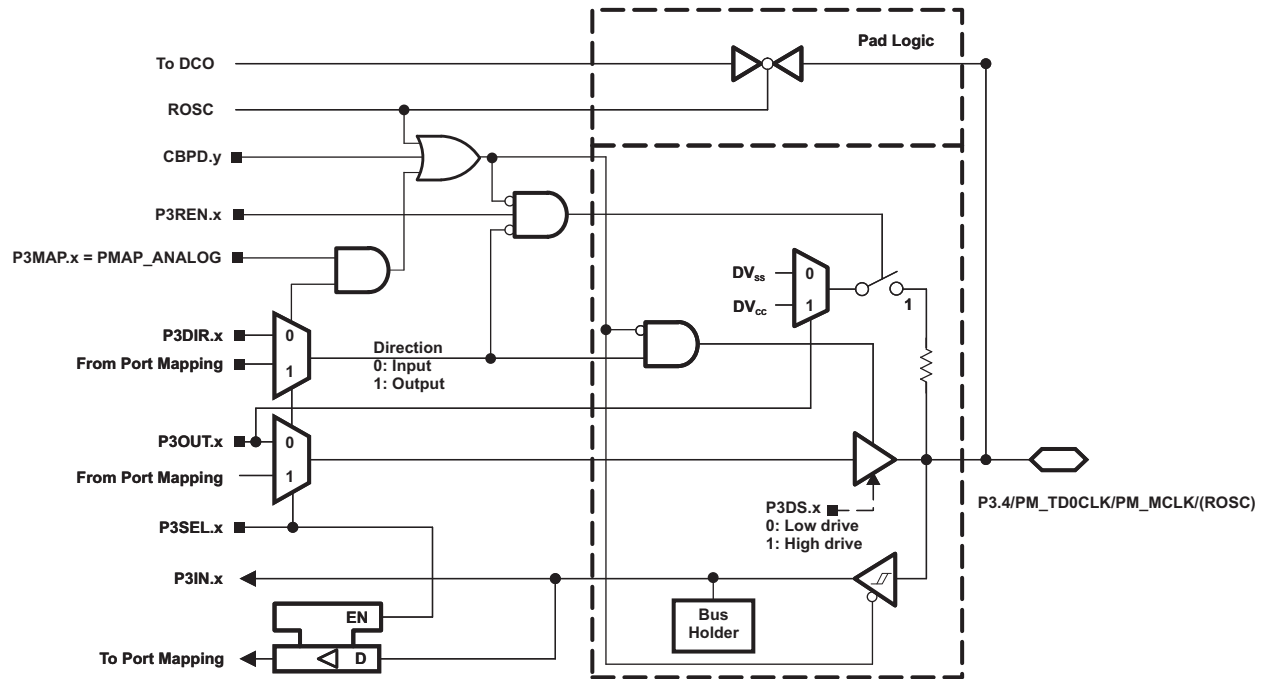 Pad Logic
To DCO
ROSC
CBPD.y
P3REN.x
P3MAP.x = PMAP_ANALOG
DVss
0
DVcc
1
1
P3DIR.x
0
From Port Mapping
1
Direction
0: Input
1: Output
P3OUT.x
0
From Port Mapping
1
P3SEL.x
P3DS.x
0: Low drive
1: High drive
P3.4/PM_TD0CLK/PM_MCLK/(ROSC)
P3IN.x
Bus
Holder
EN
To Port Mapping
D